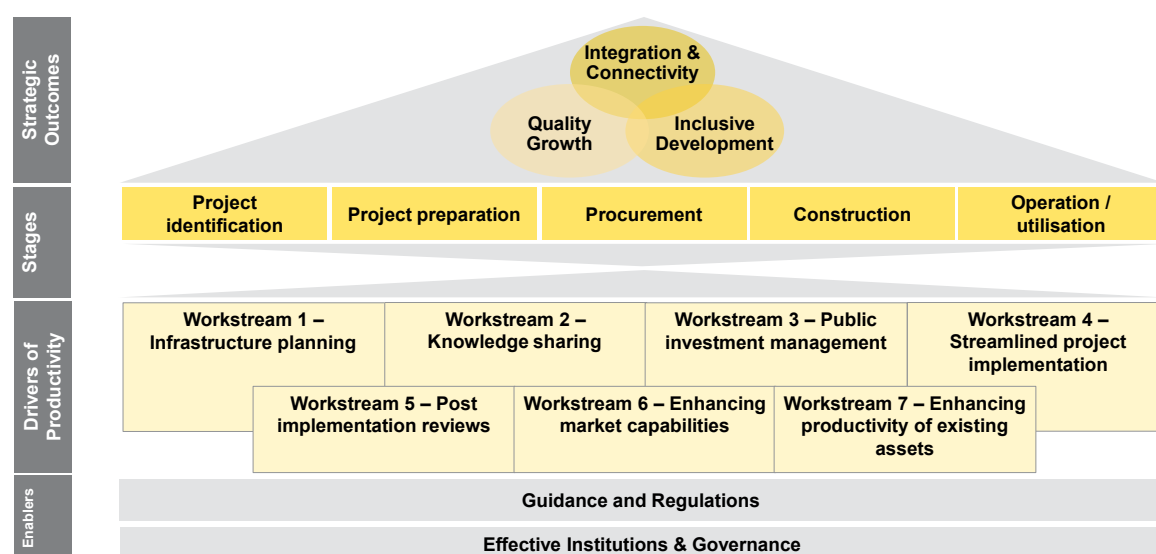 Strategic
Outcomes
Integration &
Connectivity
Quality
Growth
Inclusive
Development
Stages
Project
identification
Project preparation
Procurement
Construction
Operation /
utilisation
Drivers of
Productivity
Workstream 1 –
Infrastructure planning
Workstream 2 –
Knowledge sharing
Workstream 3 – Public
investment management
Workstream 4 –
Streamlined project
implementation
Workstream 5 – Post
implementation reviews
Workstream 6 – Enhancing
market capabilities
Workstream 7 – Enhancing
productivity of existing
assets
Enablers
Guidance and Regulations
Effective Institutions & Governance